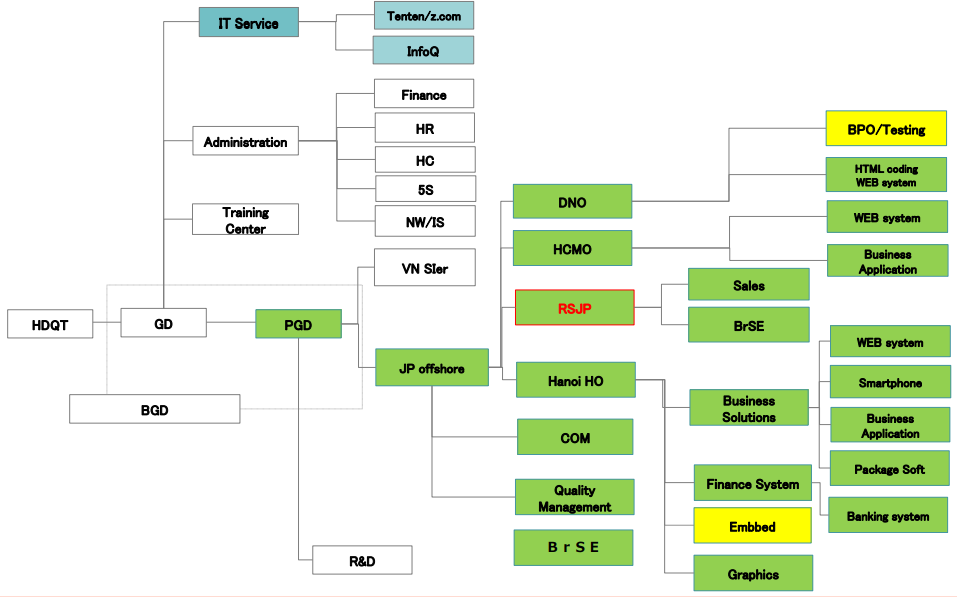 IT Service
Tenten/z.com
InfoQ
Administration
Finance
HR
HC
5S
NW/IS
Training
Center
VN SIer
HDQT
GD
PGD
BGD
R&D
JP offshore
DNO
HCMO
RSJP
Hanoi HO
COM
Quality
Management
ＢｒＳＥ
BPO/Testing
HTML coding
WEB system
WEB system
Business
Application
Sales
BrSE
Business
Solutions
Finance System
Embbed
Graphics
WEB system
Smartphone
Business
Application
Package Soft
Banking system